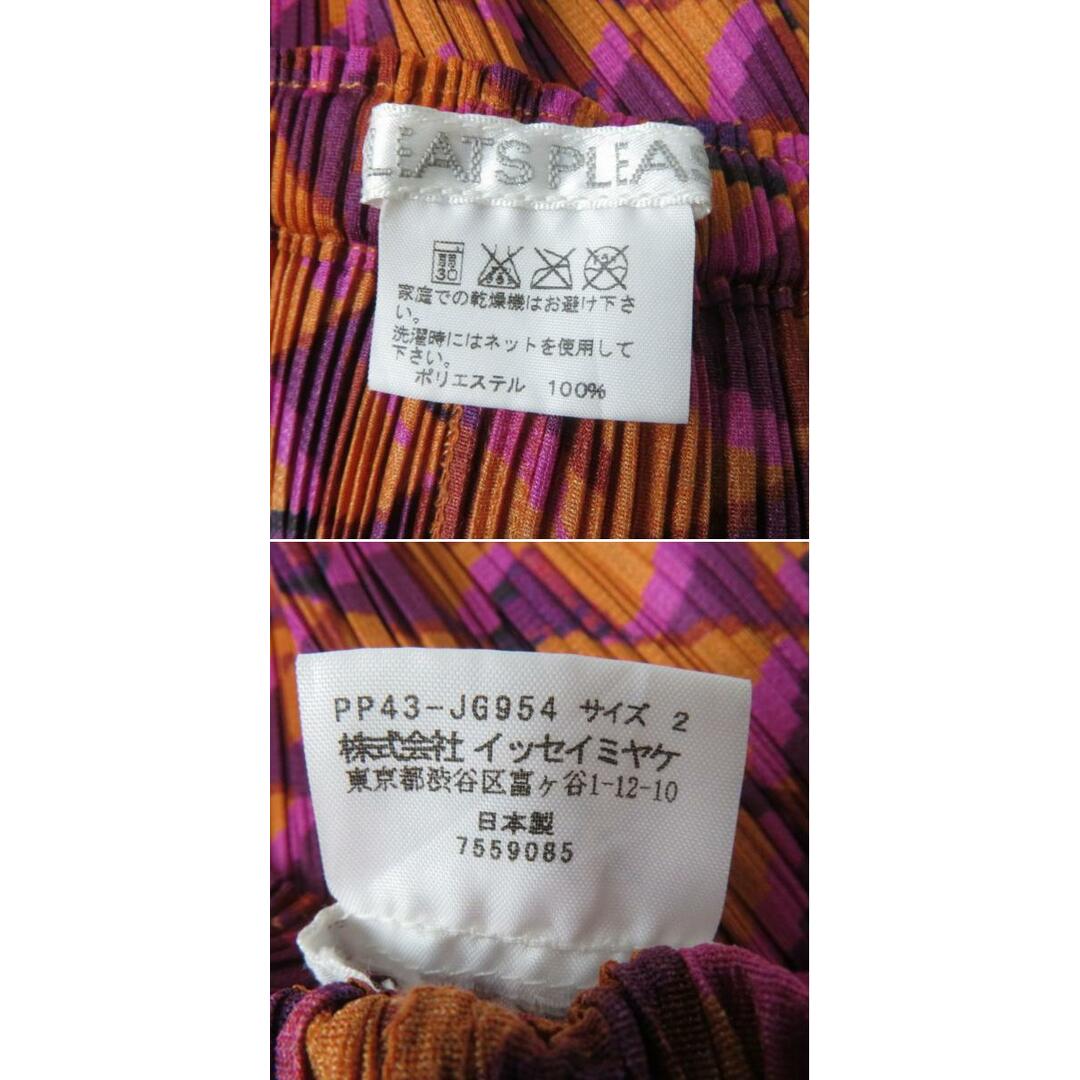 LEATS PLEAS
30
家庭での乾燥機はお避け下さ
い。
洗濯時にはネットを使用して
下さい。
ポリエステル 100%
PP43-JG954 サイズ 2
株式会社 イッセイミヤケ
東京都渋谷区富ヶ谷1-12-10
日本製
7559085